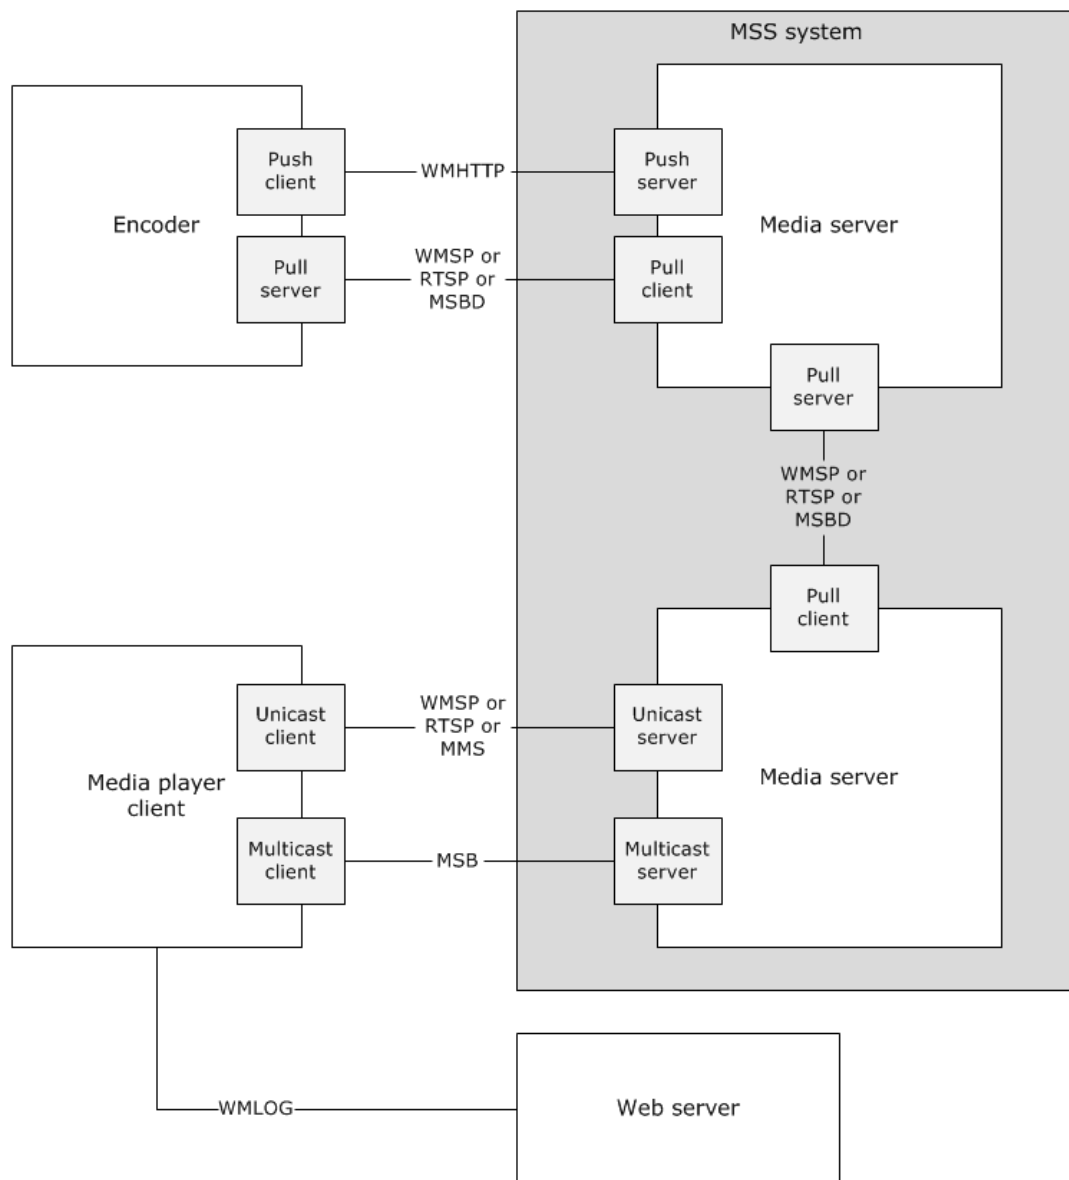 MSS system
Push
client
WMHTTP
Push
server
Encoder
Media server
Pull
server
WMSP or
RTSP or
MSBD
Pull
client
Pull
server
WMSP or
RTSP or
MSBD
Pull
client
Unicast
client
WMSP or
RTSP or
MMS
Unicast
server
Media player
client
Media server
Multicast
client
MSB
Multicast
server
WMLOG
Web server